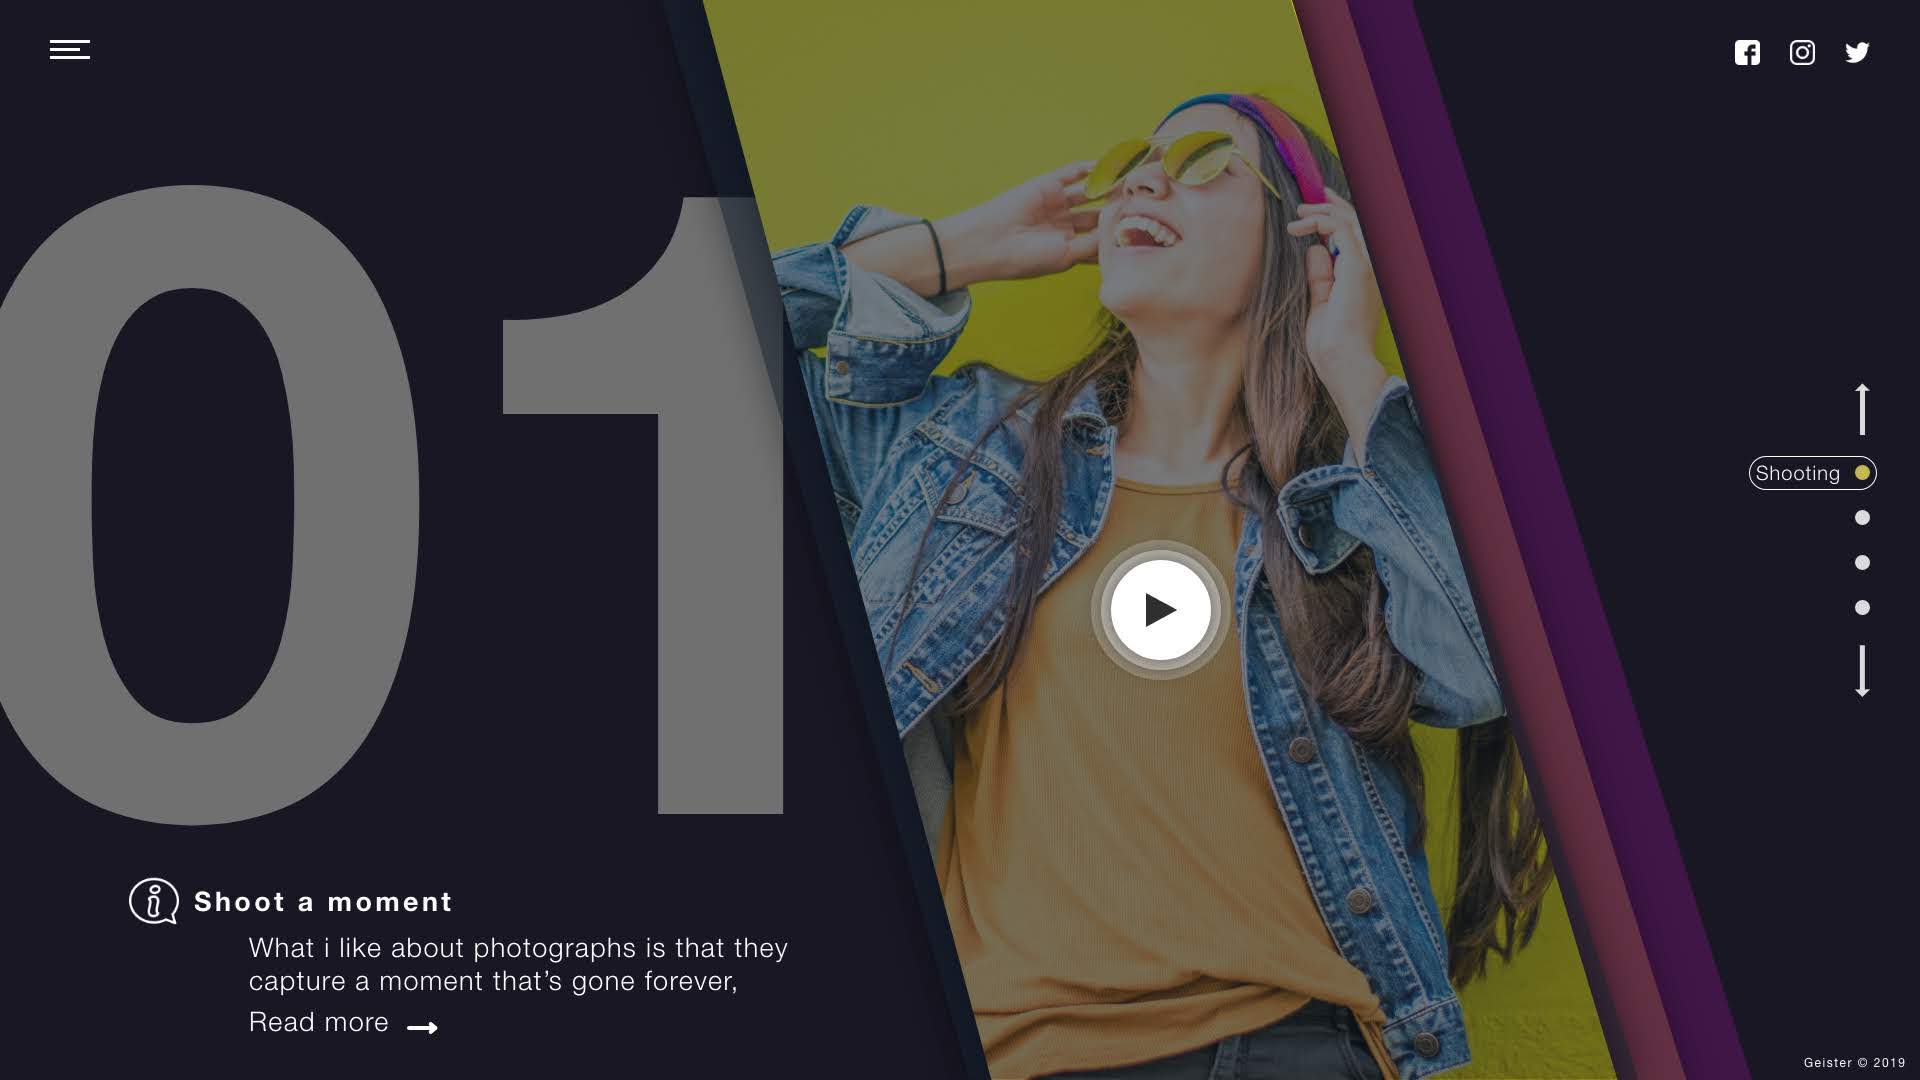 01
Shooting
Shoot a moment
What i like about photographs is that they
capture a moment that’s gone forever,
Read more
Geister © 2019